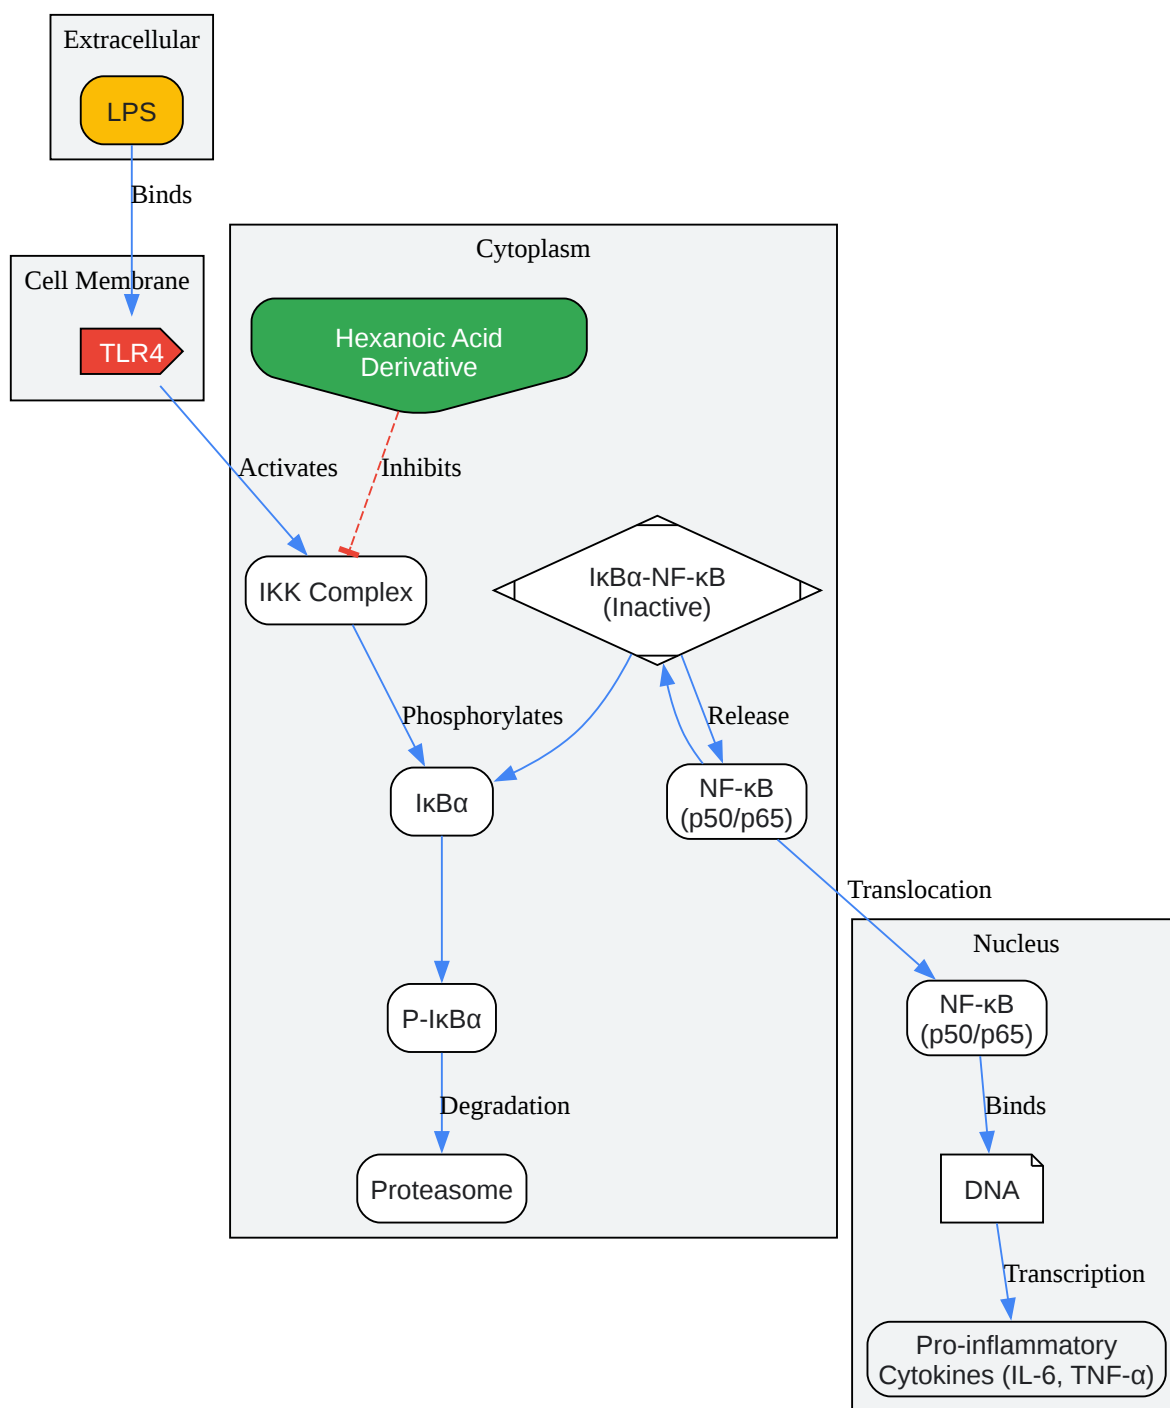 Extracellular
LPS
Binds
Cell Membrane
TLR4
Cytoplasm
Hexanoic Acid
Derivative
Activates
Inhibits
IKK Complex
IκBα-NF-κB
(Inactive)
Phosphorylates
Release
IκBα
NF-κB
(p50/p65)
Translocation
P-IκBα
Degradation
Proteasome
Nucleus
NF-κB
(p50/p65)
Binds
DNA
Transcription
Pro-inflammatory
Cytokines (IL-6, TNF-α)